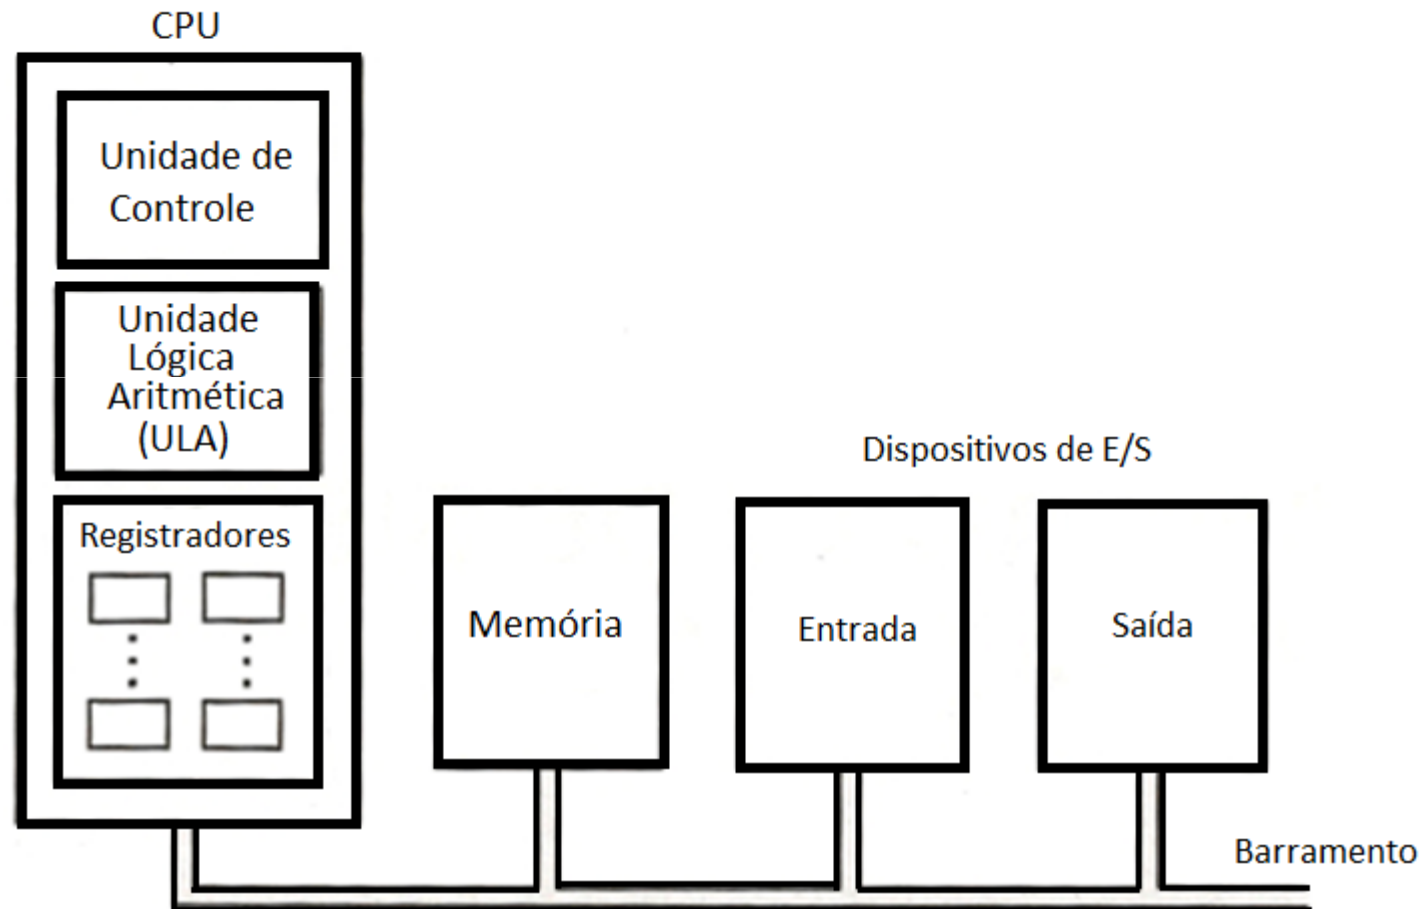 CPU
Unidade de
Controle
Unidade
Lógica
Aritmética
(ULA)
Registradores
Dispositivos de E/S
Memória
Entrada
Saída
Barramento